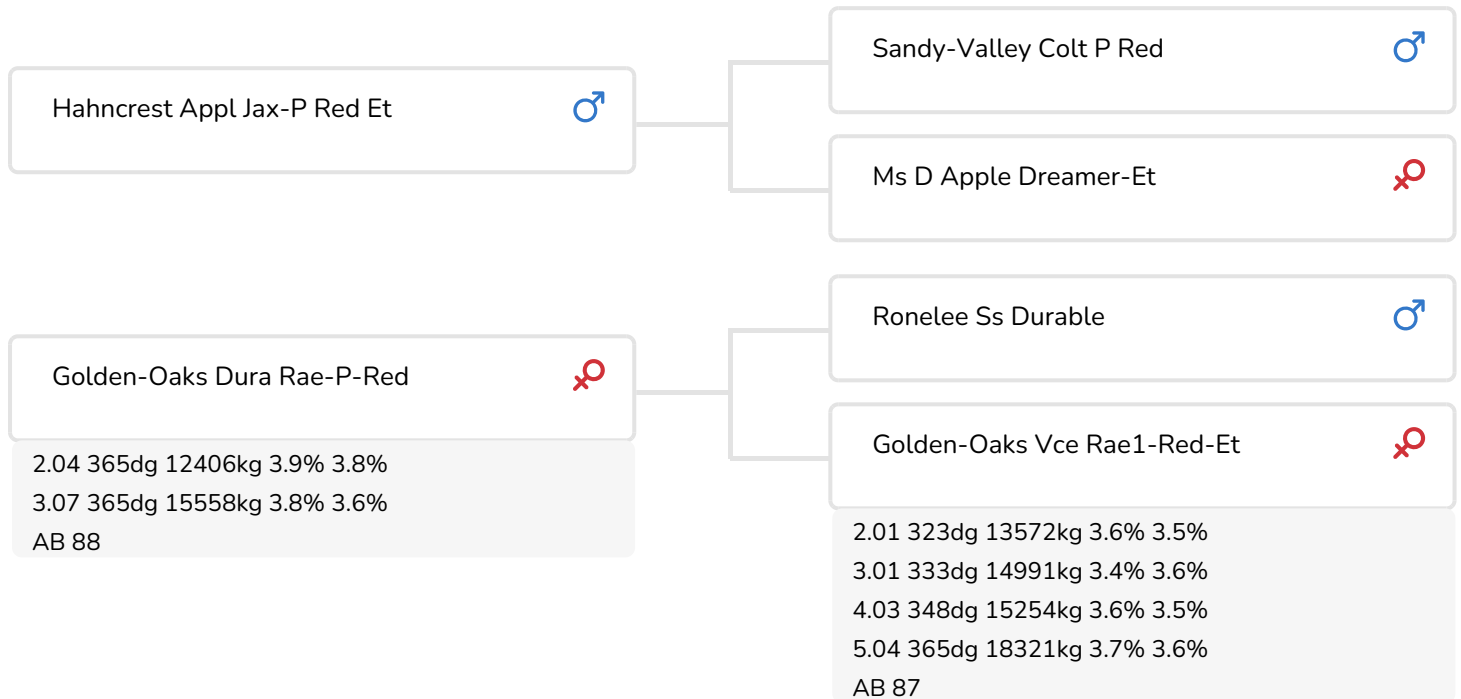 Hahncrest Appl Jax-P Red Et
Sandy-Valley Colt P Red
Ms D Apple Dreamer-Et
Golden-Oaks Dura Rae-P-Red
2.04 365dg 12406kg 3.9% 3.8%
3.07 365dg 15558kg 3.8% 3.6%
AB 88
Ronelee Ss Durable
Golden-Oaks Vce Rae1-Red-Et
2.01 323dg 13572kg 3.6% 3.5%
3.01 333dg 14991kg 3.4% 3.6%
4.03 348dg 15254kg 3.6% 3.5%
5.04 365dg 18321kg 3.7% 3.6%
AB 87